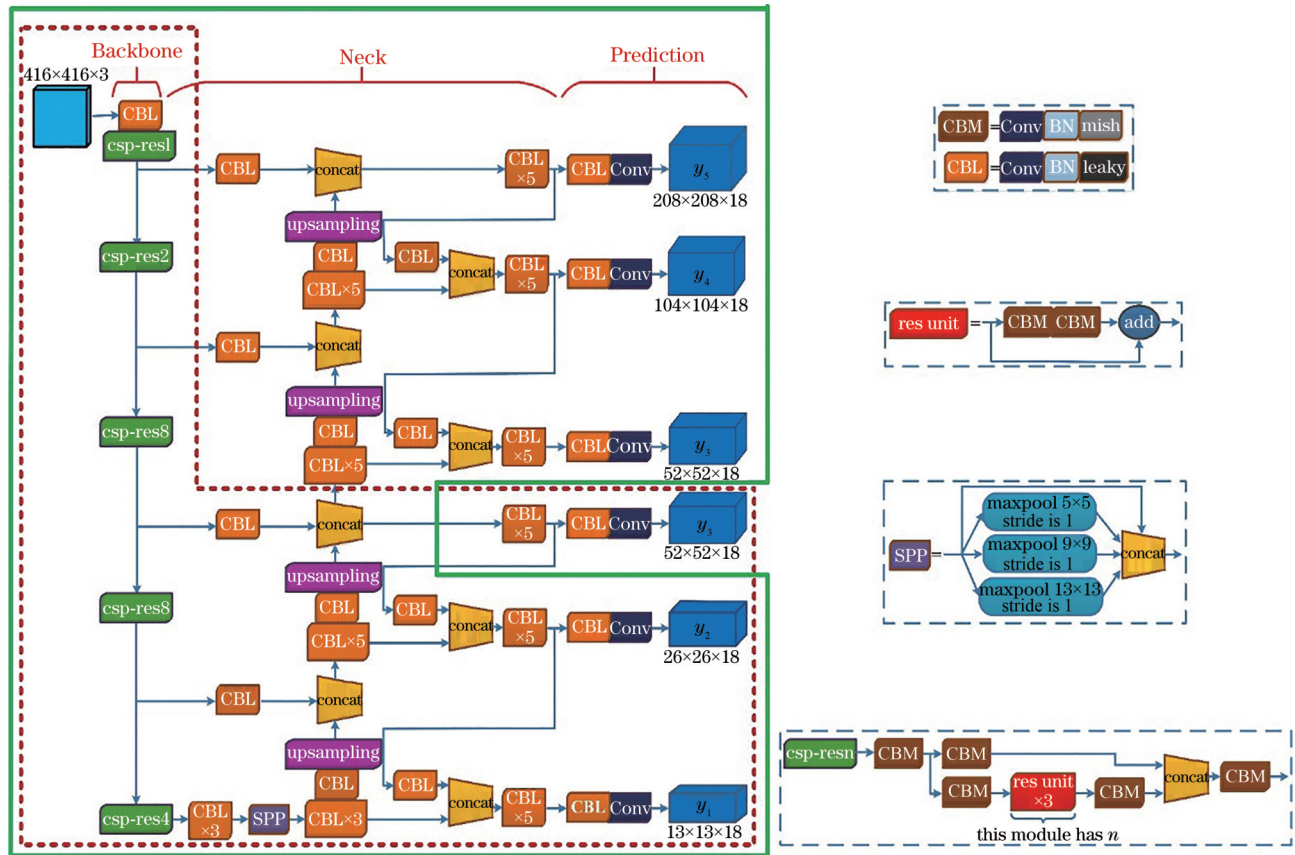 Backbone
Neck
Prediction
416×416×3
CBL
csp-res1
CBL
concat
CBL
×5
CBL
Conv
y5
208×208×18
upsampling
csp-res2
CBL
CBL
concat
CBL
×5
CBL
Conv
y4
104×104×18
CBL×5
CBL
concat
upsampling
csp-res8
CBL
CBL
concat
CBL
×5
CBL
Conv
y3
52×52×18
CBL×5
CBL
concat
CBL
×5
CBL
Conv
y3
52×52×18
upsampling
csp-res8
CBL
CBL
concat
CBL
×5
CBL
Conv
y2
26×26×18
CBL×5
CBL
concat
upsampling
CBL
CBL
concat
CBL
×5
CBL
Conv
y1
13×13×18
csp-res4
CBL
×3
SPP
CBL×3
CBM
=
Conv
BN
mish
CBL
=
Conv
BN
leaky
res unit
=
CBM
CBM
add
SPP
=
maxpool 5×5
stride is 1
maxpool 9×9
stride is 1
maxpool 13×13
stride is 1
concat
csp-resn
CBM
CBM
CBM
res unit
×3
CBM
concat
CBM
this module has n